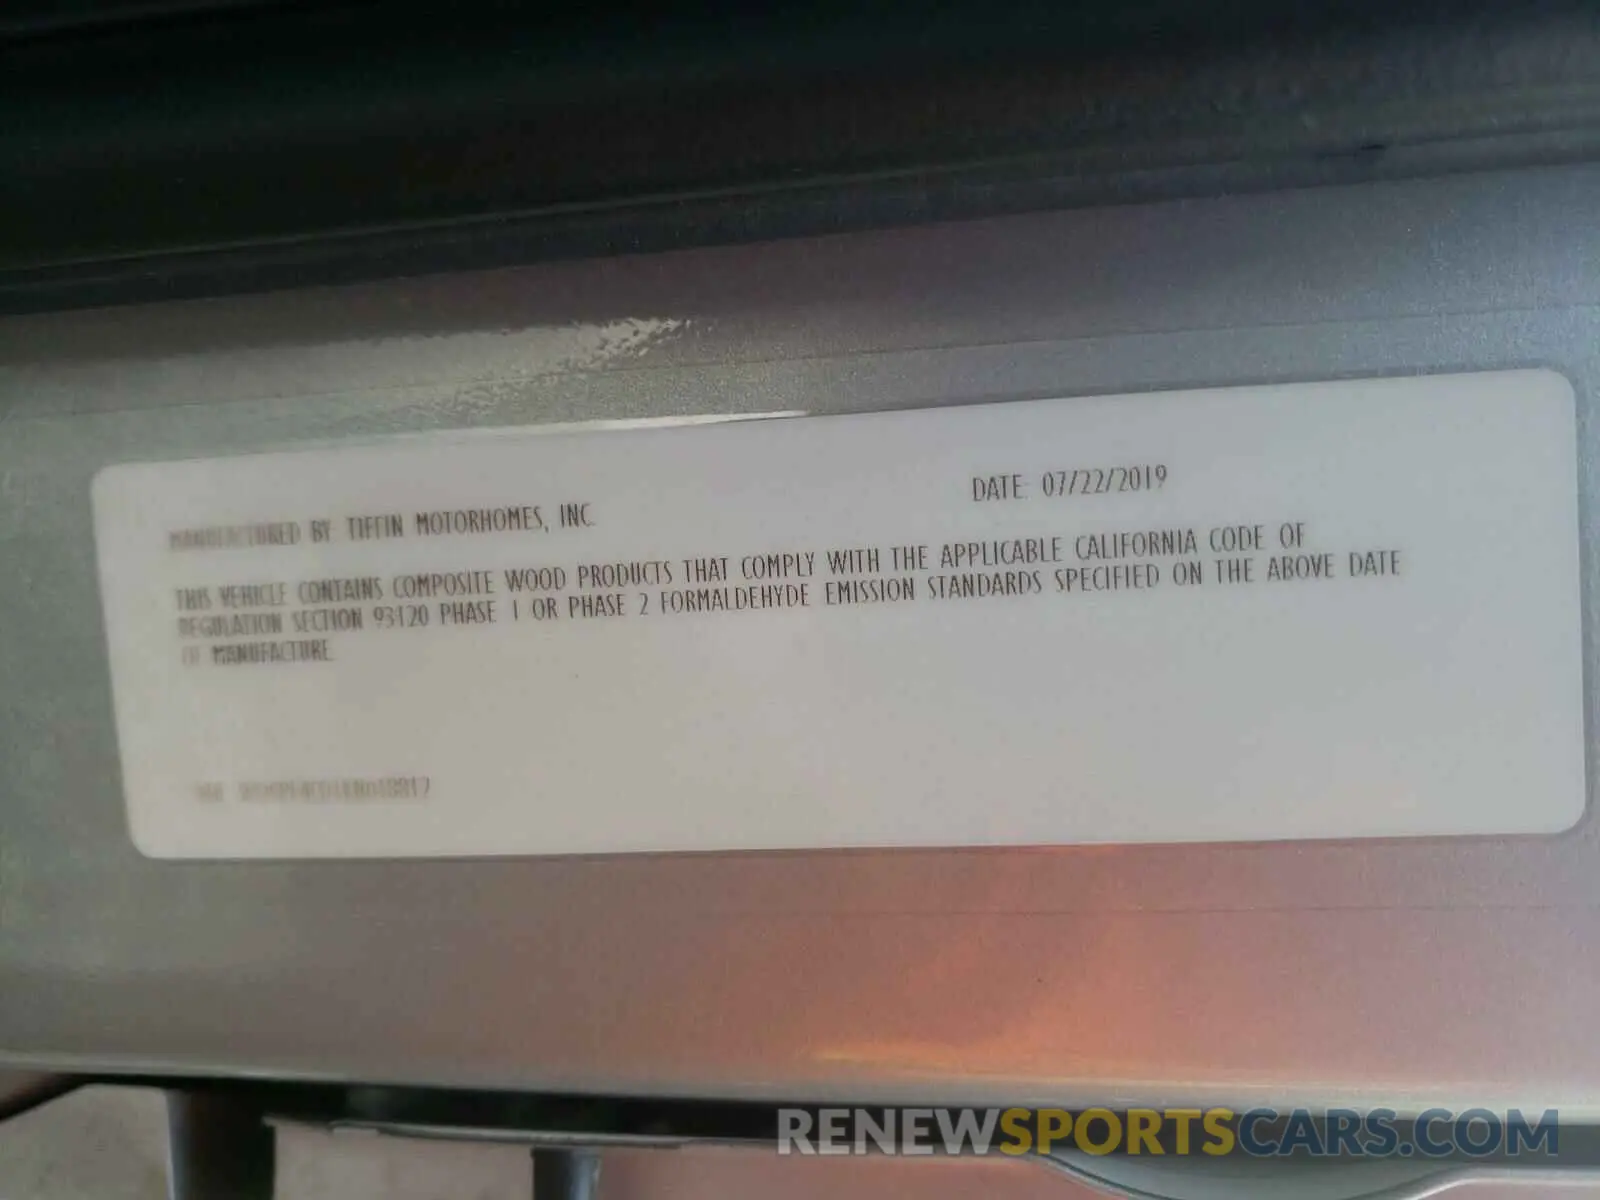 MANUFACTURED BY TIFFIN MOTORHOMES, INC.
DATE: 07/22/2019
THIS VEHICLE CONTAINS COMPOSITE WOOD PRODUCTS THAT COMPLY WITH THE APPLICABLE CALIFORNIA CODE OF
REGULATION SECTION 93120 PHASE 1 OR PHASE 2 FORMALDEHYDE EMISSION STANDARDS SPECIFIED ON THE ABOVE DATE
OF MANUFACTURE
RENEWSPORTSCARS.COM